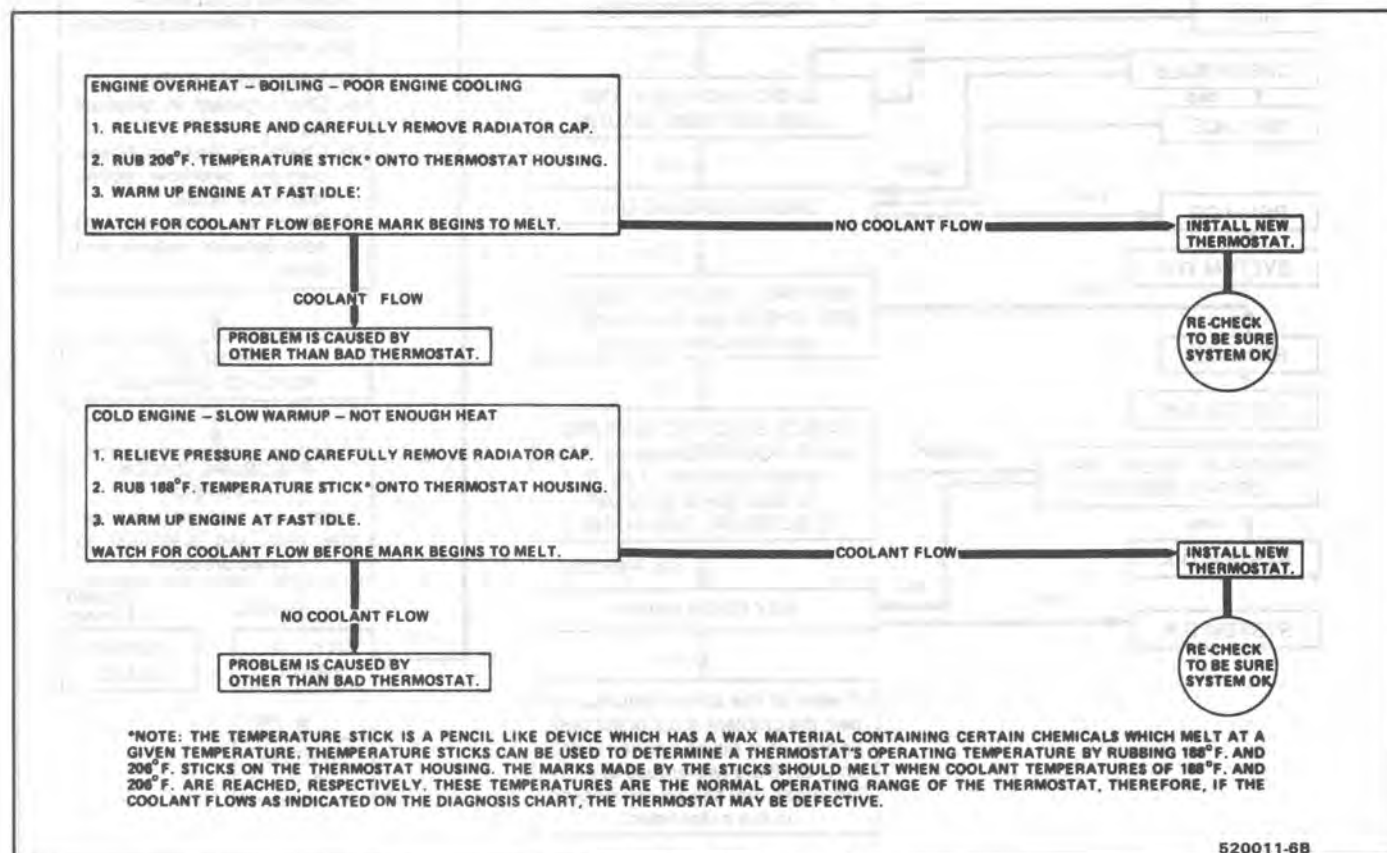 ENGINE OVERHEAT – BOILING – POOR ENGINE COOLING
1. RELIEVE PRESSURE AND CAREFULLY REMOVE RADIATOR CAP.
2. RUB 206°F. TEMPERATURE STICK* ONTO THERMOSTAT HOUSING.
3. WARM UP ENGINE AT FAST IDLE.
WATCH FOR COOLANT FLOW BEFORE MARK BEGINS TO MELT.
NO COOLANT FLOW
INSTALL NEW
THERMOSTAT.
COOLANT FLOW
RE-CHECK
TO BE SURE
SYSTEM OK
PROBLEM IS CAUSED BY
OTHER THAN BAD THERMOSTAT.
COLD ENGINE – SLOW WARMUP – NOT ENOUGH HEAT
1. RELIEVE PRESSURE AND CAREFULLY REMOVE RADIATOR CAP.
2. RUB 188°F. TEMPERATURE STICK* ONTO THERMOSTAT HOUSING.
3. WARM UP ENGINE AT FAST IDLE.
WATCH FOR COOLANT FLOW BEFORE MARK BEGINS TO MELT.
COOLANT FLOW
INSTALL NEW
THERMOSTAT.
NO COOLANT FLOW
RE-CHECK
TO BE SURE
SYSTEM OK
PROBLEM IS CAUSED BY
OTHER THAN BAD THERMOSTAT.
*NOTE: THE TEMPERATURE STICK IS A PENCIL LIKE DEVICE WHICH HAS A WAX MATERIAL CONTAINING CERTAIN CHEMICALS WHICH MELT AT A
GIVEN TEMPERATURE. THEMPERATURE STICKS CAN BE USED TO DETERMINE A THERMOSTAT'S OPERATING TEMPERATURE BY RUBBING 188°F. AND
206°F. STICKS ON THE THERMOSTAT HOUSING. THE MARKS MADE BY THE STICKS SHOULD MELT WHEN COOLANT TEMPERATURES OF 188°F. AND
206°F. ARE REACHED, RESPECTIVELY. THESE TEMPERATURES ARE THE NORMAL OPERATING RANGE OF THE THERMOSTAT, THEREFORE, IF THE
COOLANT FLOWS AS INDICATED ON THE DIAGNOSIS CHART, THE THERMOSTAT MAY BE DEFECTIVE.
520011-6B